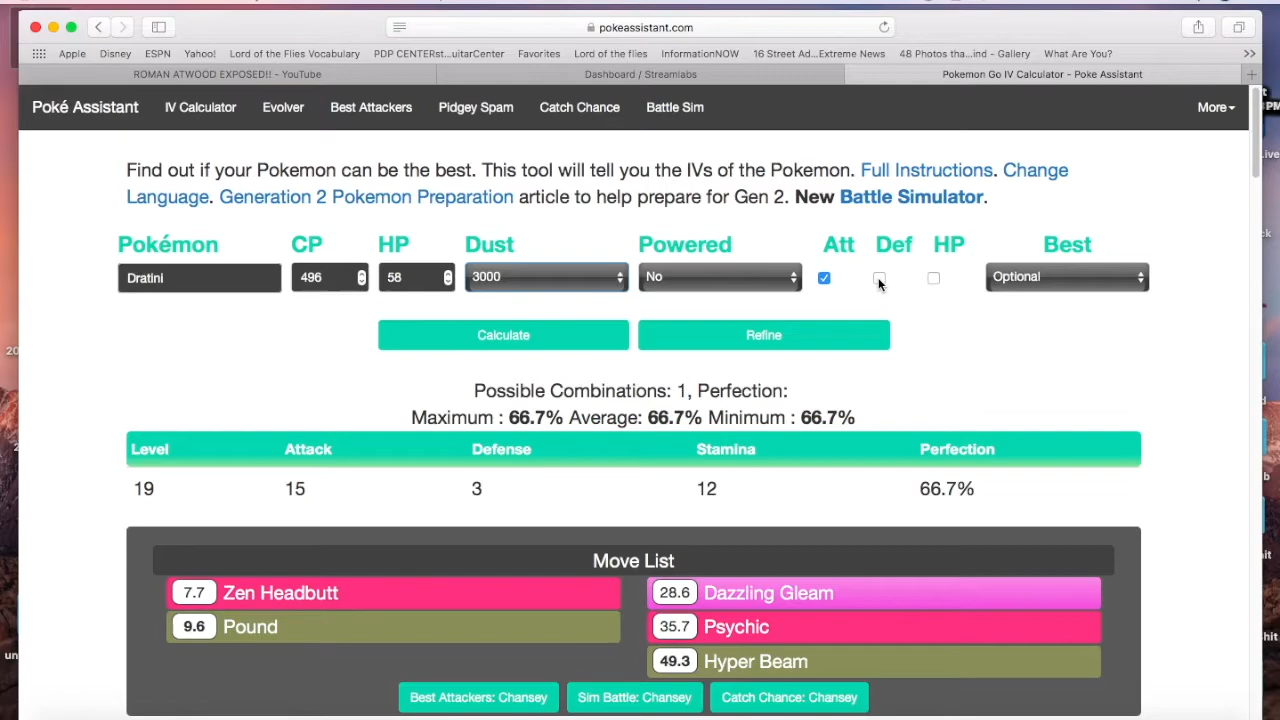 pokeassistant.com
Apple Disney ESPN Yahoo! Lord of the Flies Vocabulary PDP CENTERst...uitarCenter Favorites Lord of the flies InformationNOW 16 Street Ad...Extreme News 48 Photos tha...ind - Gallery What Are You?
ROMAN ATWOOD EXPOSED!! - YouTube Dashboard / Streamlabs Pokemon Go IV Calculator - Poke Assistant
Poké Assistant IV Calculator Evolver Best Attackers Pidgey Spam Catch Chance Battle Sim More
Find out if your Pokemon can be the best. This tool will tell you the IVs of the Pokemon. Full Instructions. Change
Language. Generation 2 Pokemon Preparation article to help prepare for Gen 2. New Battle Simulator.
Pokémon CP HP Dust Powered Att Def HP Best
Dratini 496 58 3000 No Optional
Calculate Refine
Possible Combinations: 1, Perfection:
Maximum : 66.7% Average: 66.7% Minimum : 66.7%
Level Attack Defense Stamina Perfection
19 15 3 12 66.7%
Move List
7.7 Zen Headbutt 28.6 Dazzling Gleam
9.6 Pound 35.7 Psychic
49.3 Hyper Beam
Best Attackers: Chansey Sim Battle: Chansey Catch Chance: Chansey